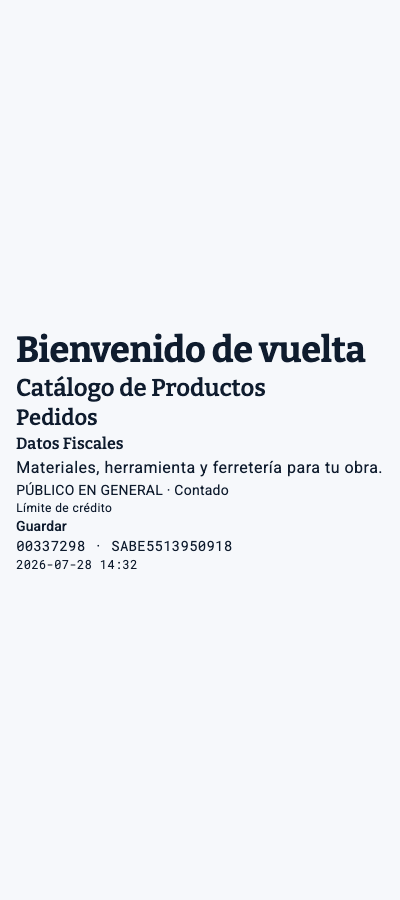 Bienvenido de vuelta
Catálogo de Productos
Pedidos
Datos Fiscales
Materiales, herramienta y ferretería para tu obra.
PÚBLICO EN GENERAL · Contado
Límite de crédito
Guardar
00337298 · SABE5513950918
2026-07-28 14:32